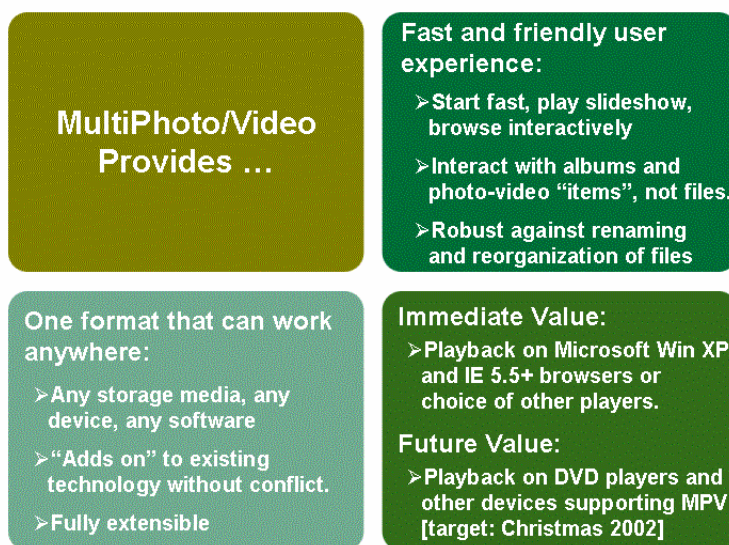 MultiPhoto/Video
Provides …
Fast and friendly user
experience:
➢Start fast, play slideshow,
browse interactively
➢Interact with albums and
photo-video “items”, not files.
➢Robust against renaming
and reorganization of files
One format that can work
anywhere:
➢Any storage media, any
device, any software
➢“Adds on” to existing
technology without conflict.
➢Fully extensible
Immediate Value:
➢Playback on Microsoft Win XP
and IE 5.5+ browsers or
choice of other players.
Future Value:
➢Playback on DVD players and
other devices supporting MPV
[target: Christmas 2002]